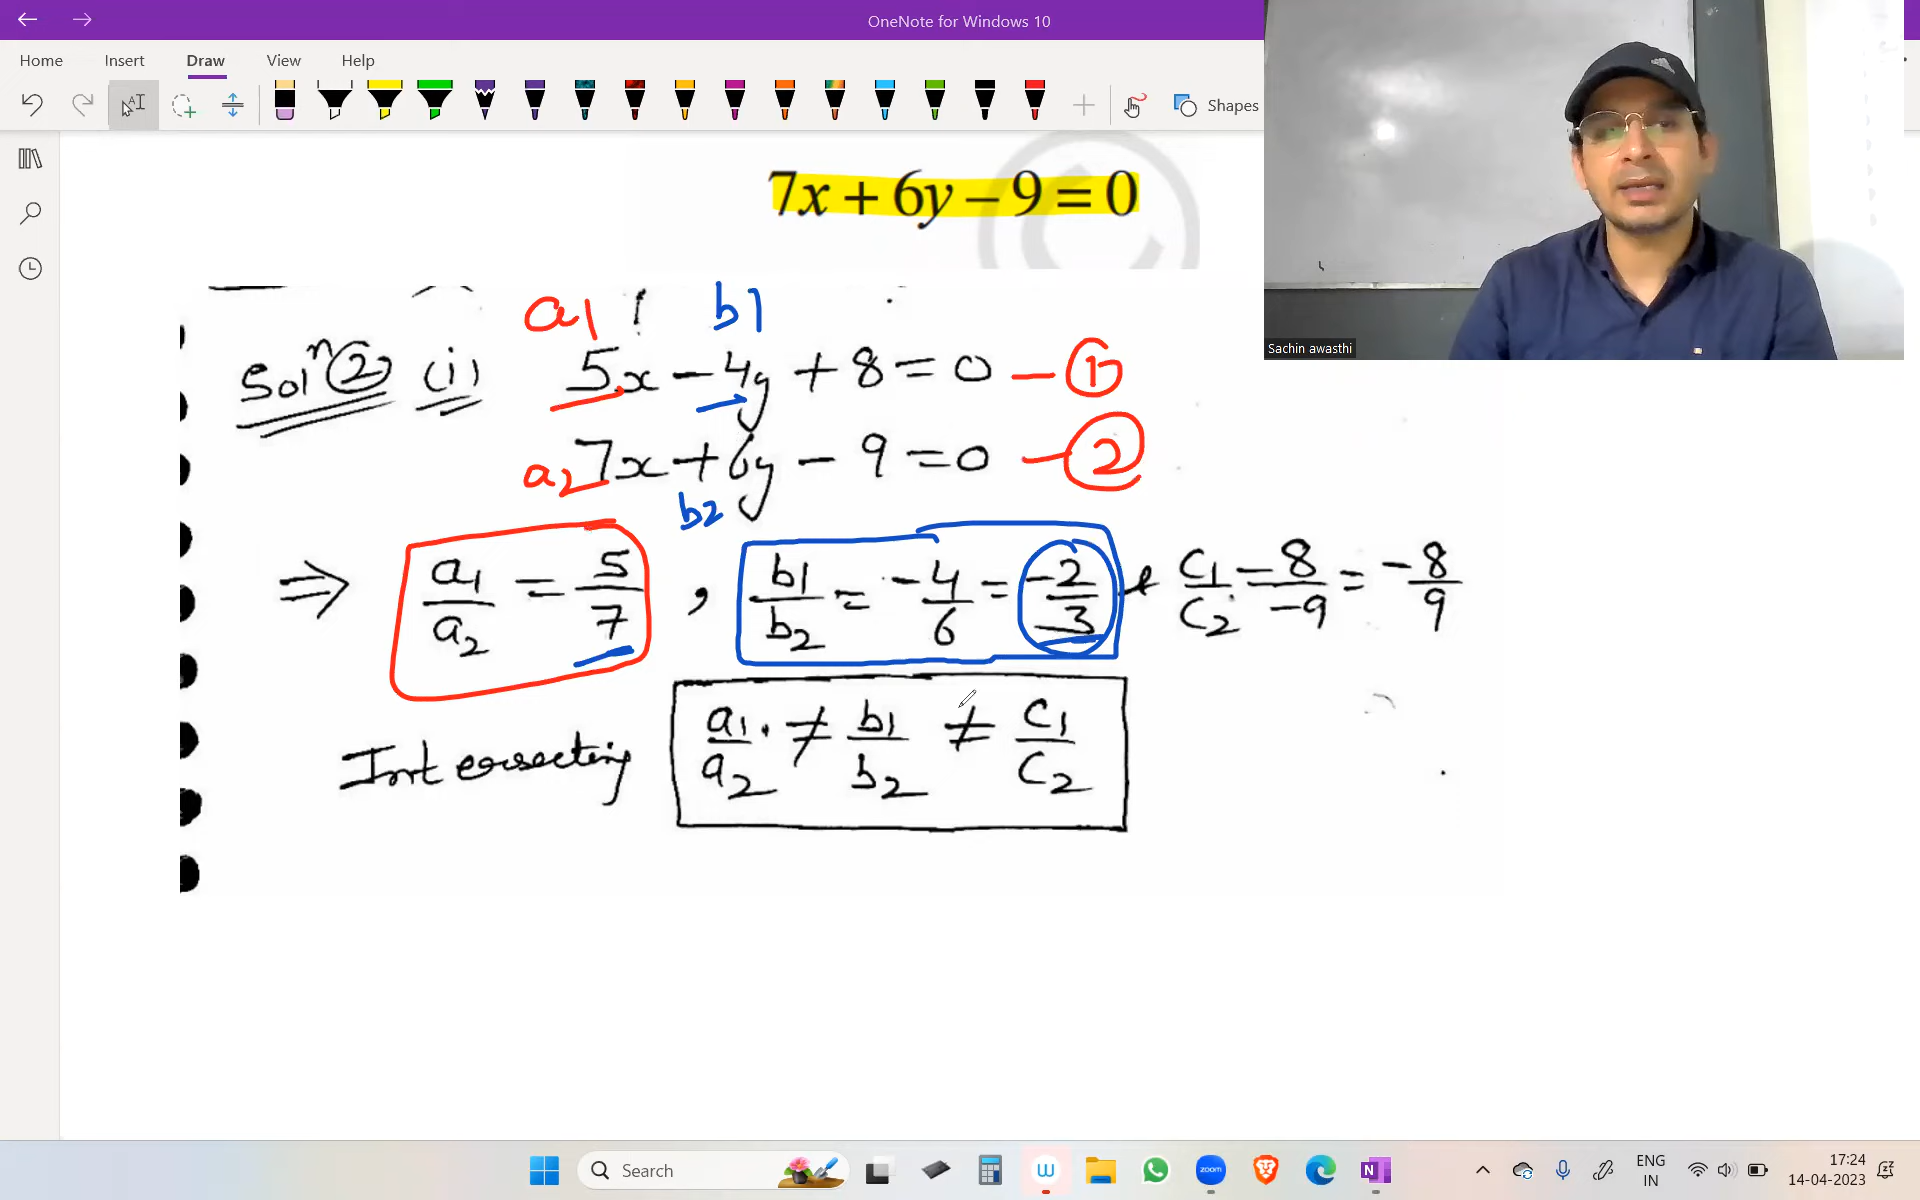 OneNote for Windows 10
Home Insert Draw View Help
Shapes
7x + 6y – 9 = 0
Sachin awasthi
a1 b1
Solⁿ (2) (i) 5x – 4y + 8 = 0 — (1)
a2 7x + 6y – 9 = 0 — (2)
b2
⇒ a1/a2 = 5/7 , b1/b2 = -4/6 = -2/3 & c1/c2 = 8/-9 = -8/9
Intersecting a1/a2 ≠ b1/b2 ≠ c1/c2
Search
zoom
ENG
IN
17:24
14-04-2023